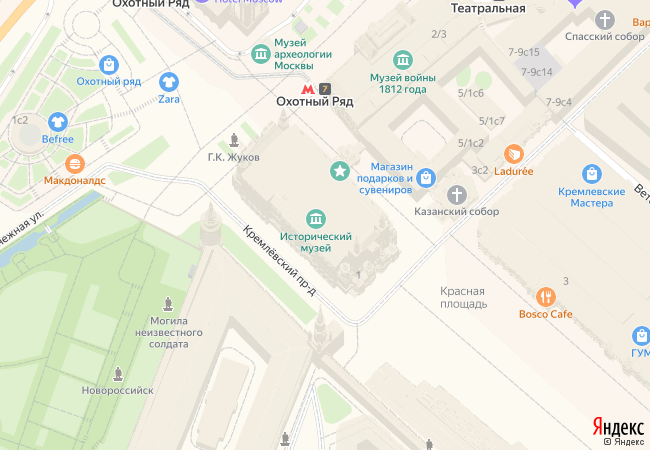 Охотный Ряд
Hotel Moscow
Театральная
Спасский собор
Вар
2/3
7-9с15
7-9с14
7-9с4
Музей
археологии
Москвы
Музей войны
1812 года
Охотный ряд
Zara
7
Охотный Ряд
5/1с6
5/1с7
5/1с2
3с2
1с2
Befree
Г.К. Жуков
Макдоналдс
Магазин
подарков и
сувениров
Ladurée
Казанский собор
Кремлевские
Мастера
Вет
нежная ул.
Исторический
музей
Кремлёвский пр-д
1
Красная
площадь
3
Bosco Cafe
ГУМ
Могила
неизвестного
солдата
Новороссийск
Яндекс
© Яндекс